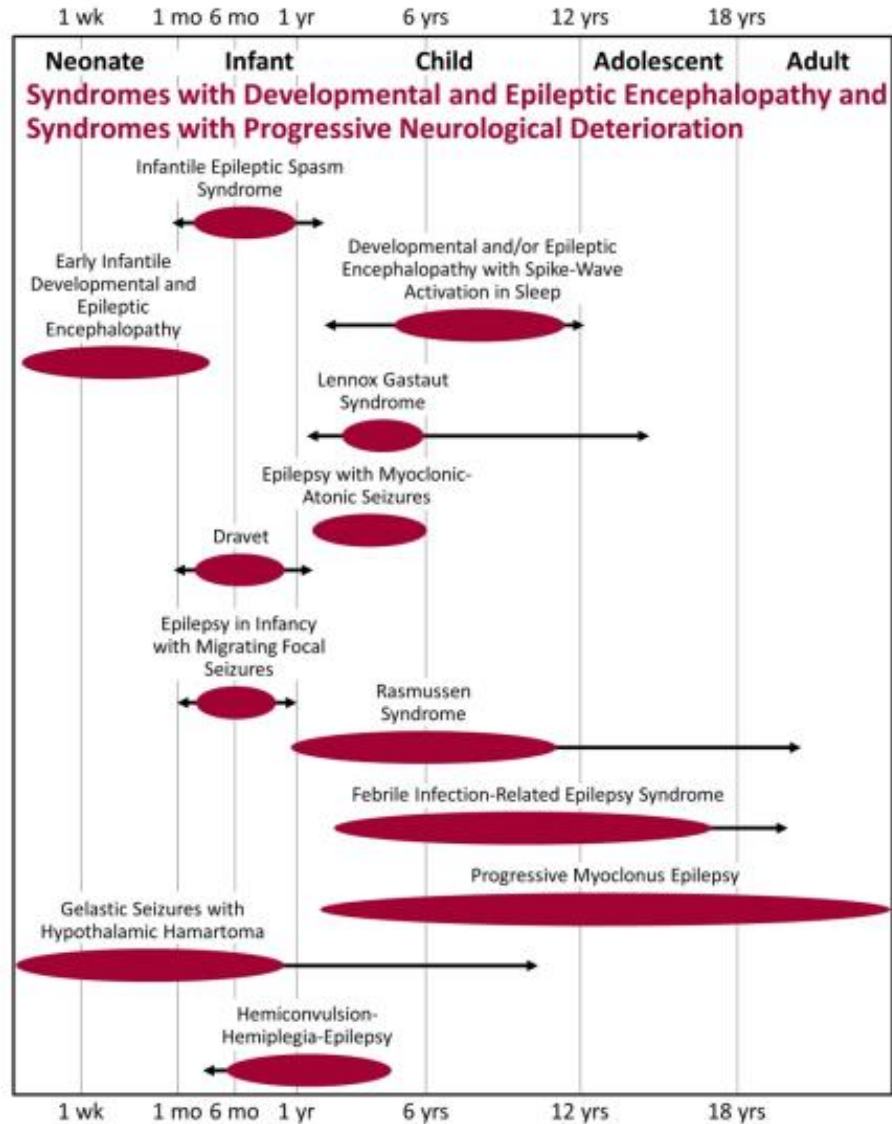 1 wk 1 mo 6 mo 1 yr 6 yrs 12 yrs 18 yrs
Neonate Infant Child Adolescent Adult
Syndromes with Developmental and Epileptic Encephalopathy and
Syndromes with Progressive Neurological Deterioration
Infantile Epileptic Spasm
Syndrome
Early Infantile
Developmental and
Epileptic
Encephalopathy
Developmental and/or Epileptic
Encephalopathy with Spike-Wave
Activation in Sleep
Lennox Gastaut
Syndrome
Epilepsy with Myoclonic-
Atonic Seizures
Dravet
Epilepsy in Infancy
with Migrating Focal
Seizures
Rasmussen
Syndrome
Febrile Infection-Related Epilepsy Syndrome
Progressive Myoclonus Epilepsy
Gelastic Seizures with
Hypothalamic Hamartoma
Hemiconvulsion-
Hemiplegia-Epilepsy
1 wk 1 mo 6 mo 1 yr 6 yrs 12 yrs 18 yrs